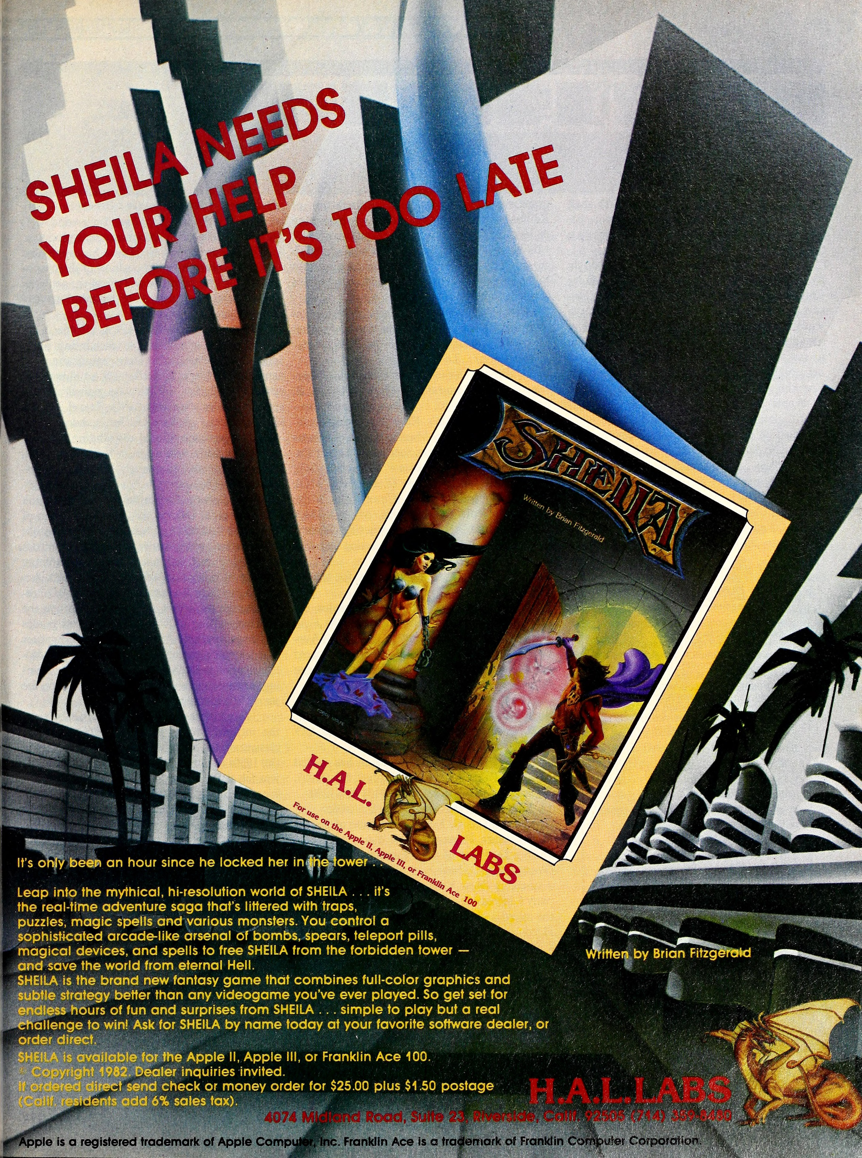 SHEILA NEEDS
YOUR HELP
BEFORE IT'S TOO LATE
SHEILA
Written by Brian Fitzgerald
H.A.L.
LABS
For use on the Apple II, Apple III, or Franklin Ace 100
It's only been an hour since he locked her in the tower . . .
Leap into the mythical, hi-resolution world of SHEILA . . . it's
the real-time adventure saga that's littered with traps,
puzzles, magic spells and various monsters. You control a
sophisticated arcade-like arsenal of bombs, spears, teleport pills,
magical devices, and spells to free SHEILA from the forbidden tower —
and save the world from eternal Hell.
SHEILA is the brand new fantasy game that combines full-color graphics and
subtle strategy better than any videogame you've ever played. So get set for
endless hours of fun and surprises from SHEILA . . . simple to play but a real
challenge to win! Ask for SHEILA by name today at your favorite software dealer, or
order direct.
SHEILA is available for the Apple II, Apple III, or Franklin Ace 100.
Copyright 1982. Dealer inquiries invited.
If ordered direct send check or money order for $25.00 plus $1.50 postage
(Calif. residents add 6% sales tax).
Written by Brian Fitzgerald
H.A.L. LABS
4074 Midland Road, Suite 23, Riverside, Calif. 92505 (714)
Apple is a registered trademark of Apple Computer, Inc. Franklin Ace is a trademark of Franklin Computer Corporation.